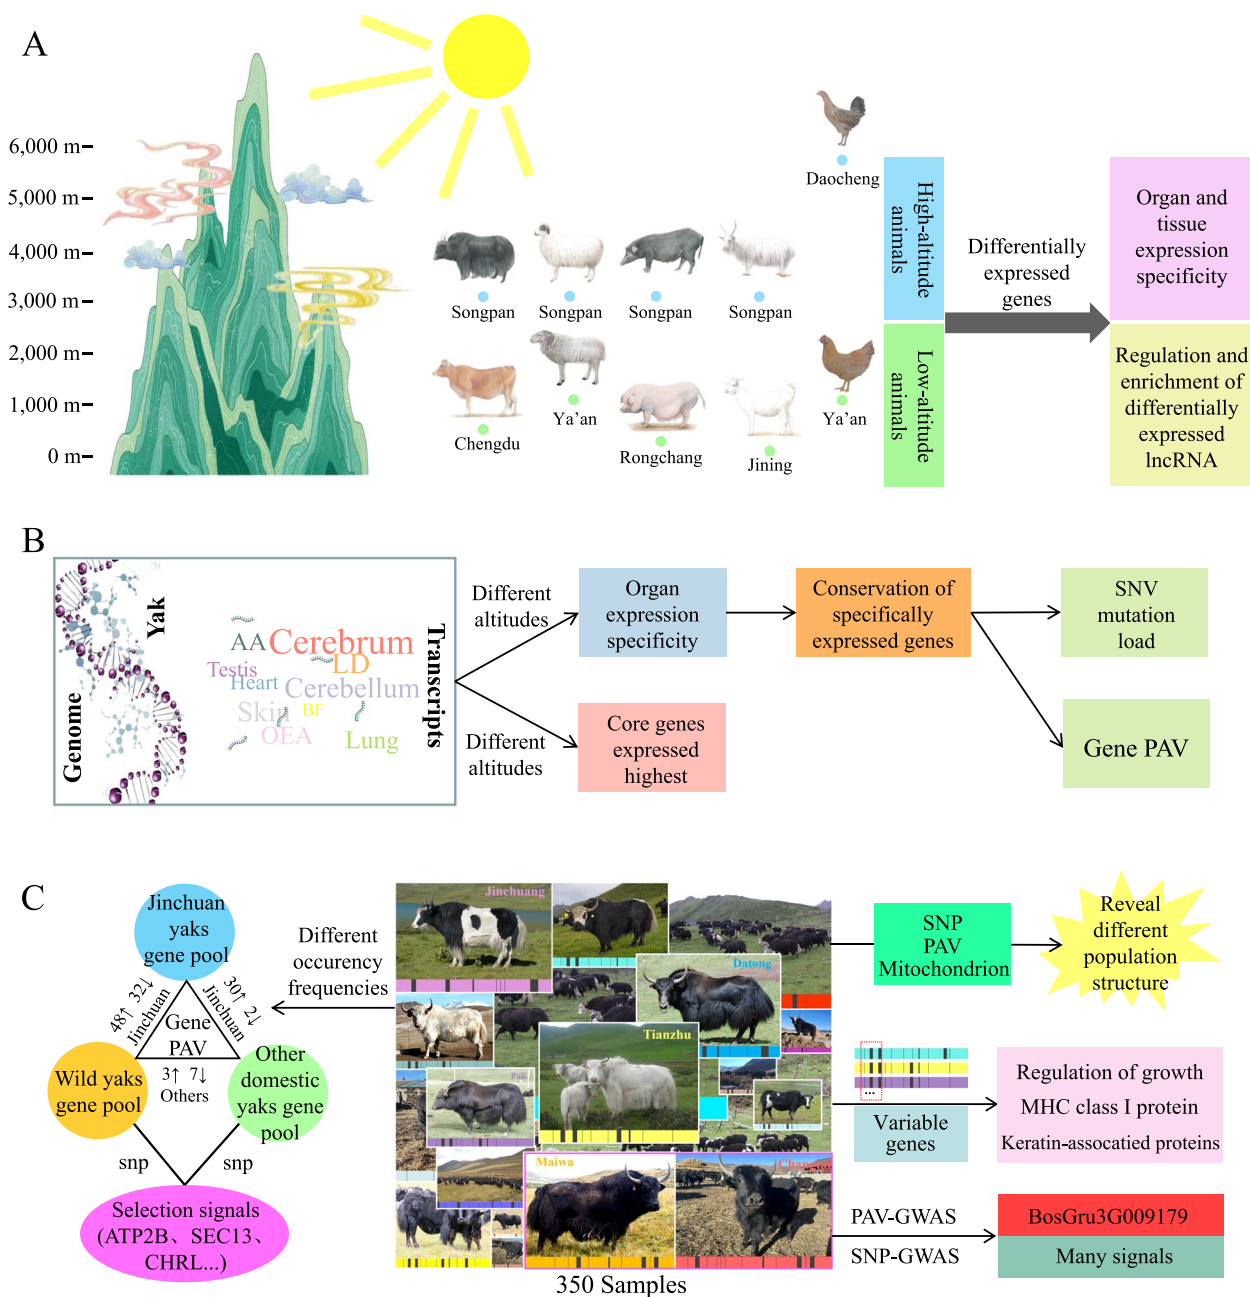 A
6,000 m
5,000 m
4,000 m
3,000 m
2,000 m
1,000 m
0 m
Daocheng
Songpan
Songpan
Songpan
Songpan
Chengdu
Ya'an
Rongchang
Jining
Ya'an
High-altitude
animals
Low-altitude
animals
Differentially
expressed
genes
Organ and
tissue
expression
specificity
Regulation and
enrichment of
differentially
expressed
lncRNA
B
Genome
Yak
AA
Cerebrum
LD
Testis
Heart
Cerebellum
Skin
BF
OEA
Lung
Transcripts
Different
altitudes
Different
altitudes
Organ
expression
specificity
Core genes
expressed
highest
Conservation of
specifically
expressed genes
SNV
mutation
load
Gene PAV
C
Jinchuan
yaks
gene pool
48↑ 32↓
Jinchuan
30↑ 2↓
Jinchuan
Gene
PAV
3↑ 7↓
Others
Wild yaks
gene pool
Other
domestic
yaks gene
pool
snp
snp
Selection signals
(ATP2B、SEC13、
CHRL...)
Different
occurency
frequencies
Jinchuang
Datong
Tianzhu
Pali
Maiwa
350 Samples
SNP
PAV
Mitochondrion
Reveal
different
population
structure
...
Variable
genes
Regulation of growth
MHC class I protein
Keratin-assocatied proteins
PAV-GWAS
SNP-GWAS
BosGru3G009179
Many signals